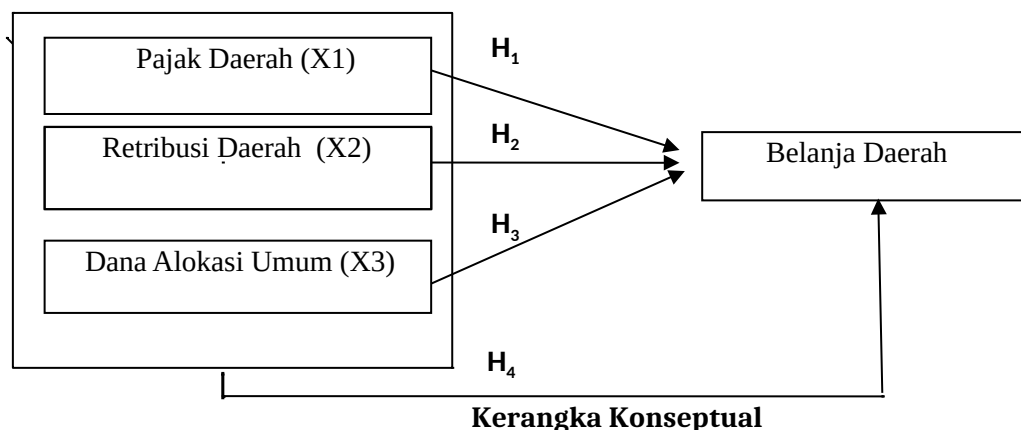 Pajak Daerah (X1)
H1
Retribusi Daerah (X2)
H2
Belanja Daerah
Dana Alokasi Umum (X3)
H3
H4
Kerangka Konseptual